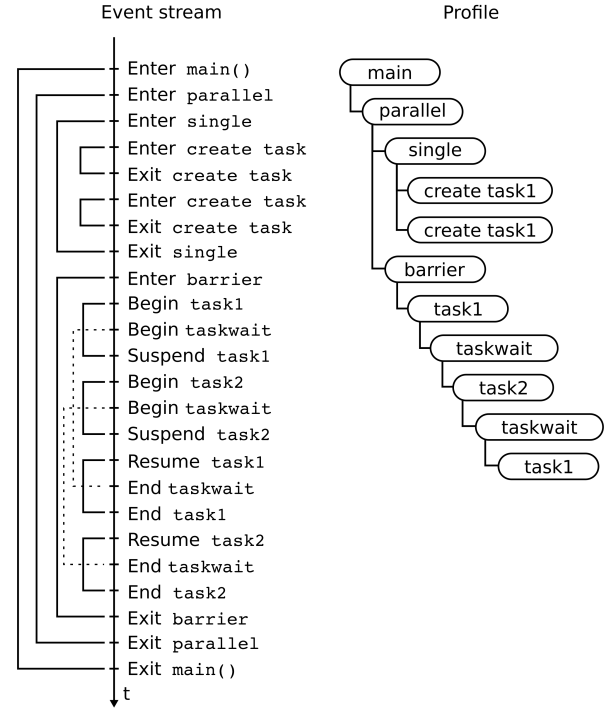 Event stream
Enter main()
Enter parallel
Enter single
Enter create task
Exit create task
Enter create task
Exit create task
Exit single
Enter barrier
Begin task1
Begin taskwait
Suspend task1
Begin task2
Begin taskwait
Suspend task2
Resume task1
End taskwait
End task1
Resume task2
End taskwait
End task2
Exit barrier
Exit parallel
Exit main()
t
Profile
main
parallel
single
create task1
create task1
barrier
task1
taskwait
task2
taskwait
task1